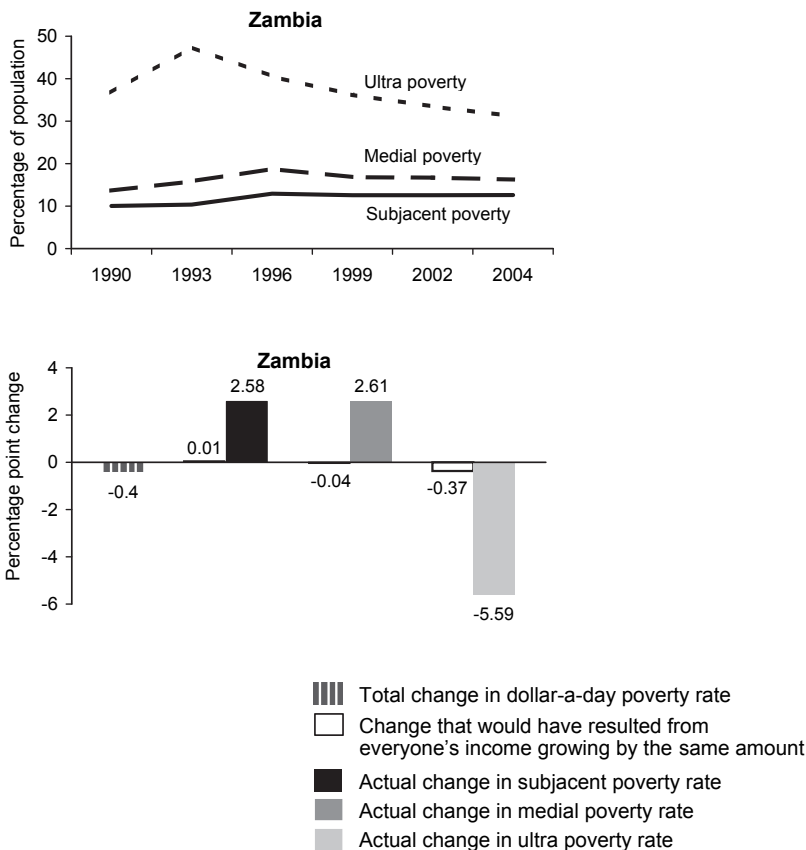 Zambia
Percentage of population
50
40
30
20
10
0
Ultra poverty
Medial poverty
Subjacent poverty
1990 1993 1996 1999 2002 2004
Zambia
Percentage point change
4
2
0
-2
-4
-6
-0.4
0.01
2.58
-0.04
2.61
-0.37
-5.59
Total change in dollar-a-day poverty rate
Change that would have resulted from
everyone's income growing by the same amount
Actual change in subjacent poverty rate
Actual change in medial poverty rate
Actual change in ultra poverty rate